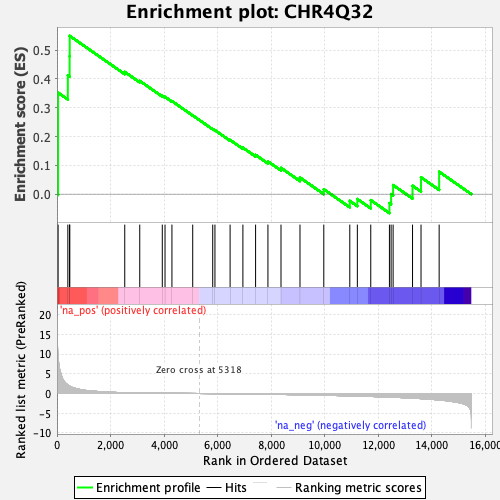 Enrichment plot: CHR4Q32
Enrichment score (ES)
0.5
0.4
0.3
0.2
0.1
0.0
'na_pos' (positively correlated)
Ranked list metric (PreRanked)
20
15
10
5
0
-5
-10
Zero cross at 5318
'na_neg' (negatively correlated)
0 2,000 4,000 6,000 8,000 10,000 12,000 14,000 16,000
Rank in Ordered Dataset
Enrichment profile Hits Ranking metric scores